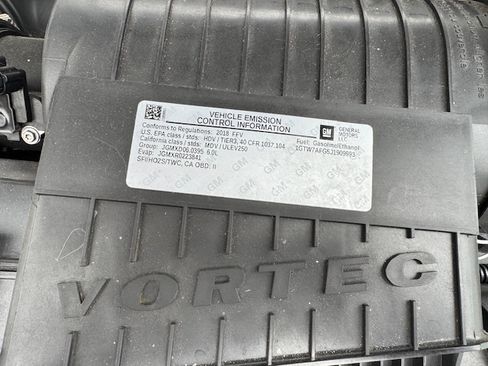 VEHICLE EMISSION
CONTROL INFORMATION
GM
GENERAL
MOTORS
LLC
Conforms to Regulations: 2018 FFV
U.S. EPA class / stds: HDV / TIER3, 40 CFR 1037.104
California class / stds: MDV / ULEV250
Group: JGMXD06.0395 6.0L
Evap: JGMXR0223841
SFI/HO2S/TWC, CA OBD: II
Fuel: Gasoline/Ethanol
1GTW7AFG5J1909993
VORTEC